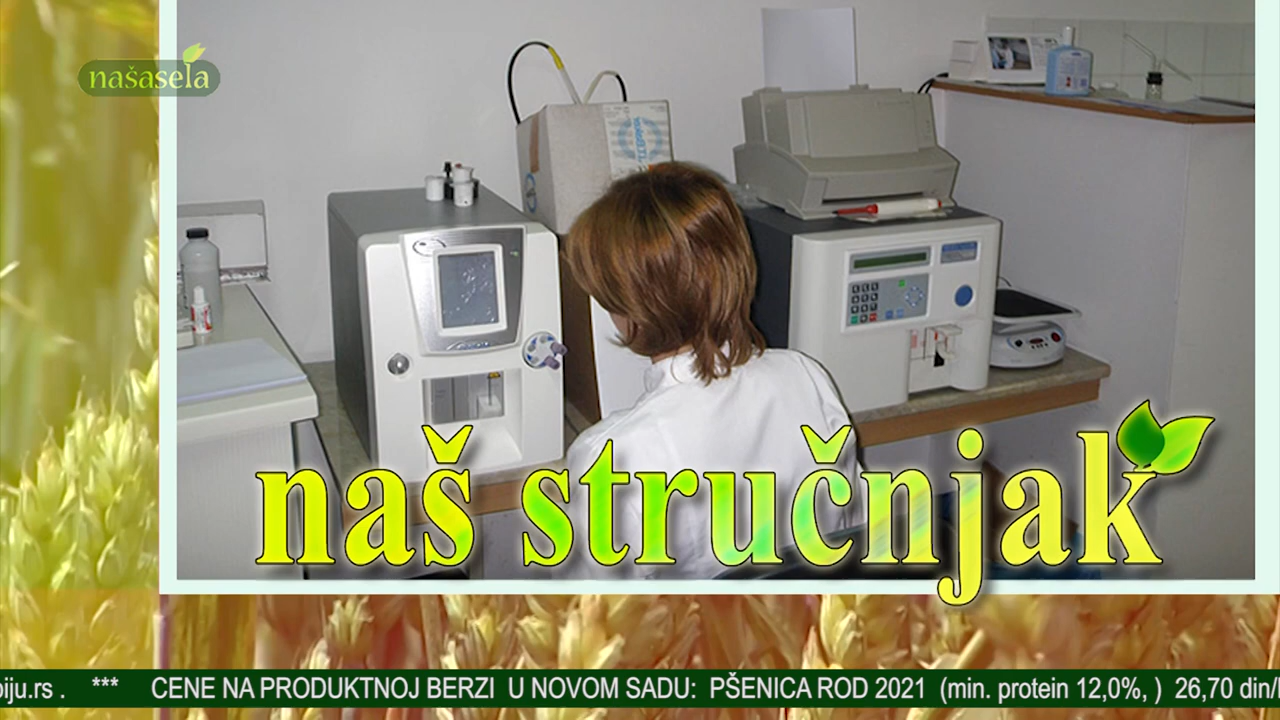 našasela
naš stručnjak
oiju.rs . *** CENE NA PRODUKTNOJ BERZI U NOVOM SADU: PŠENICA ROD 2021 (min. protein 12,0%, ) 26,70 din/